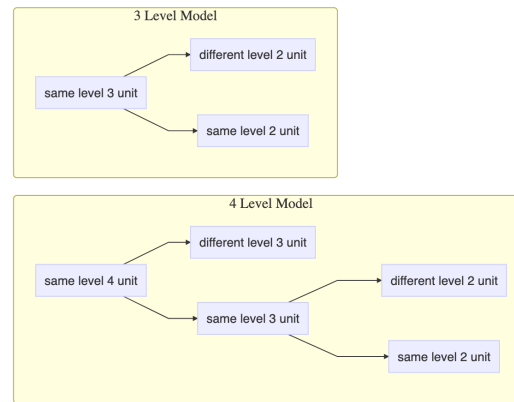 3 Level Model
different level 2 unit
same level 3 unit
same level 2 unit
4 Level Model
different level 3 unit
same level 4 unit
different level 2 unit
same level 3 unit
same level 2 unit